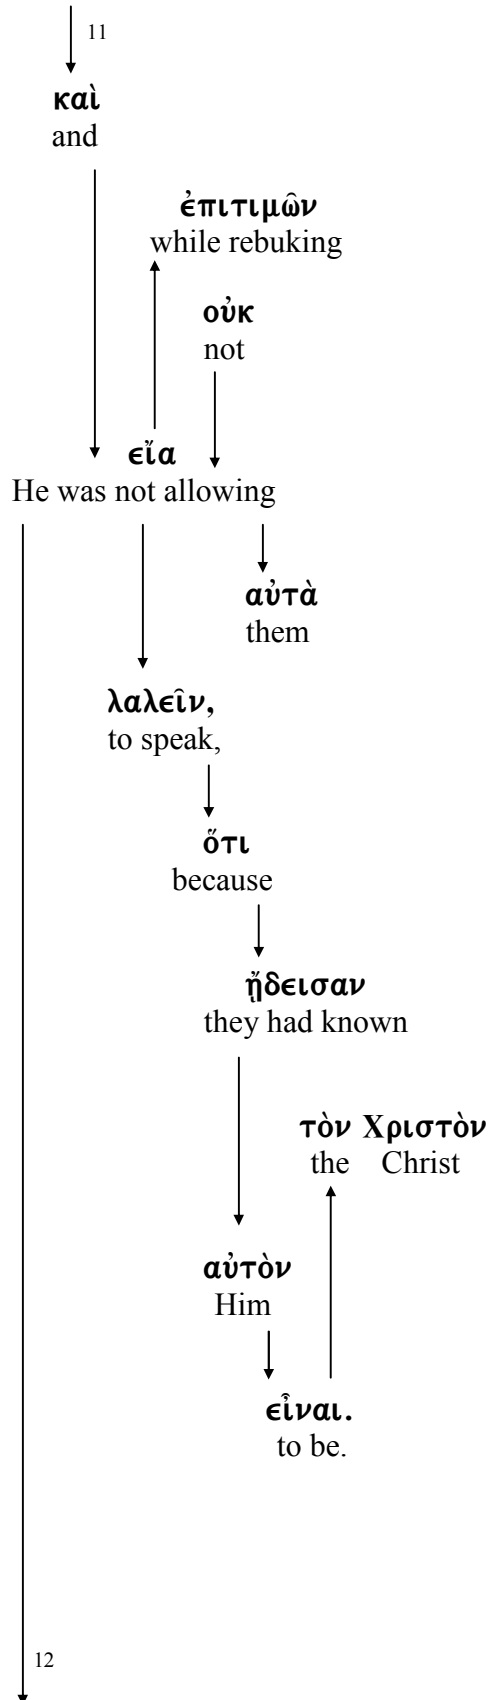 11
καὶ
and
ἐπιτιμῶν
while rebuking
οὐκ
not
εἴα
He was not allowing
αὐτὰ
them
λαλεῖν,
to speak,
ὅτι
because
ᾔδεισαν
they had known
τὸν Χριστὸν
the Christ
αὐτὸν
Him
εἶναι.
to be.
12